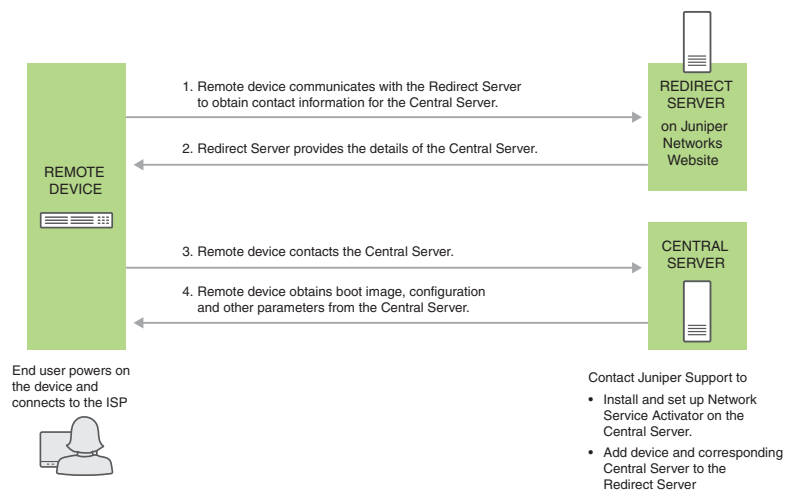 1. Remote device communicates with the Redirect Server
to obtain contact information for the Central Server.
REDIRECT
SERVER
on Juniper
Networks
Website
2. Redirect Server provides the details of the Central Server.
REMOTE
DEVICE
3. Remote device contacts the Central Server.
CENTRAL
SERVER
4. Remote device obtains boot image, configuration
and other parameters from the Central Server.
End user powers on
the device and
connects to the ISP
Contact Juniper Support to
• Install and set up Network
Service Activator on the
Central Server.
• Add device and corresponding
Central Server to the
Redirect Server